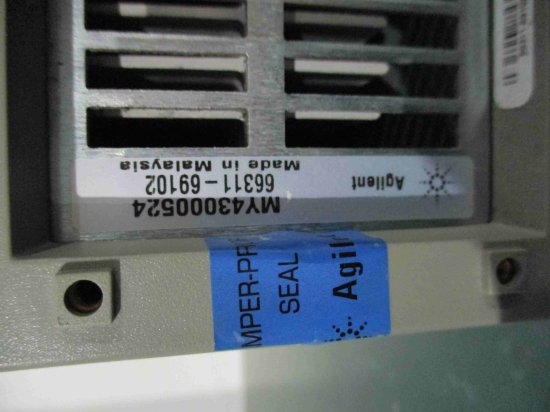 Agilent
MY43000524
66311-69102
Made in Malaysia
MPER-PR
SEAL
Agil